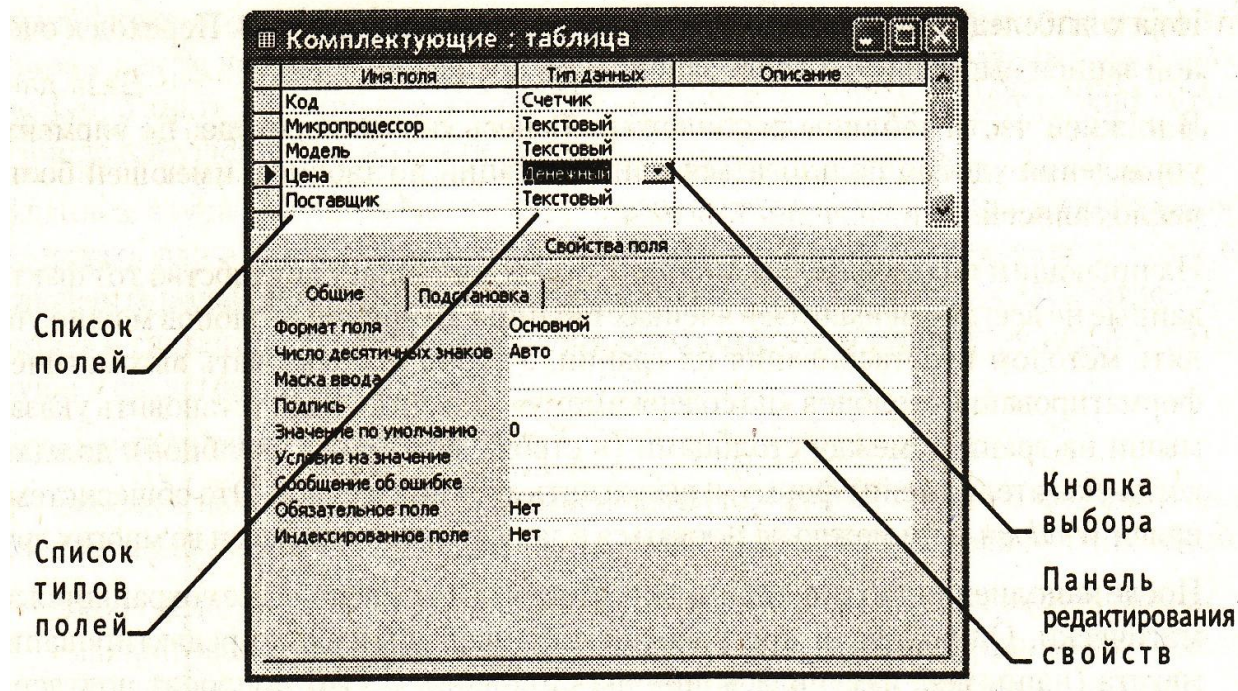 Комплектующие : таблица
Имя поля Тип данных Описание
Код Счетчик
Микропроцессор Текстовый
Модель Текстовый
Цена Денежный
Поставщик Текстовый
Свойства поля
Общие Подстановка
Формат поля Основной
Число десятичных знаков Авто
Маска ввода
Подпись
Значение по умолчанию 0
Условие на значение
Сообщение об ошибке
Обязательное поле Нет
Индексированное поле Нет
Список
полей
Список
типов
полей
Кнопка
выбора
Панель
редактирования
свойств